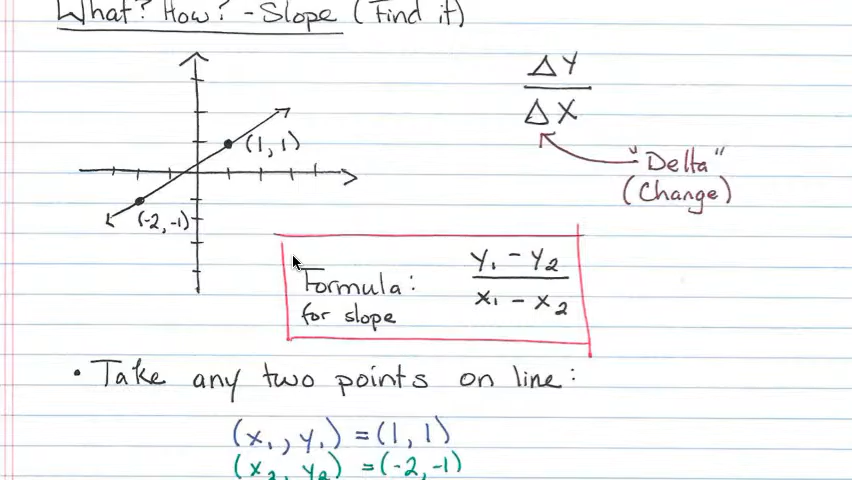 What? How? - Slope (Find it)
ΔY
ΔX
(1, 1)
"Delta"
(Change)
(-2, -1)
Formula:
for slope
y₁ - y₂
x₁ - x₂
• Take any two points on line:
(x₁, y₁) = (1, 1)
(x₂, y₂) = (-2, -1)